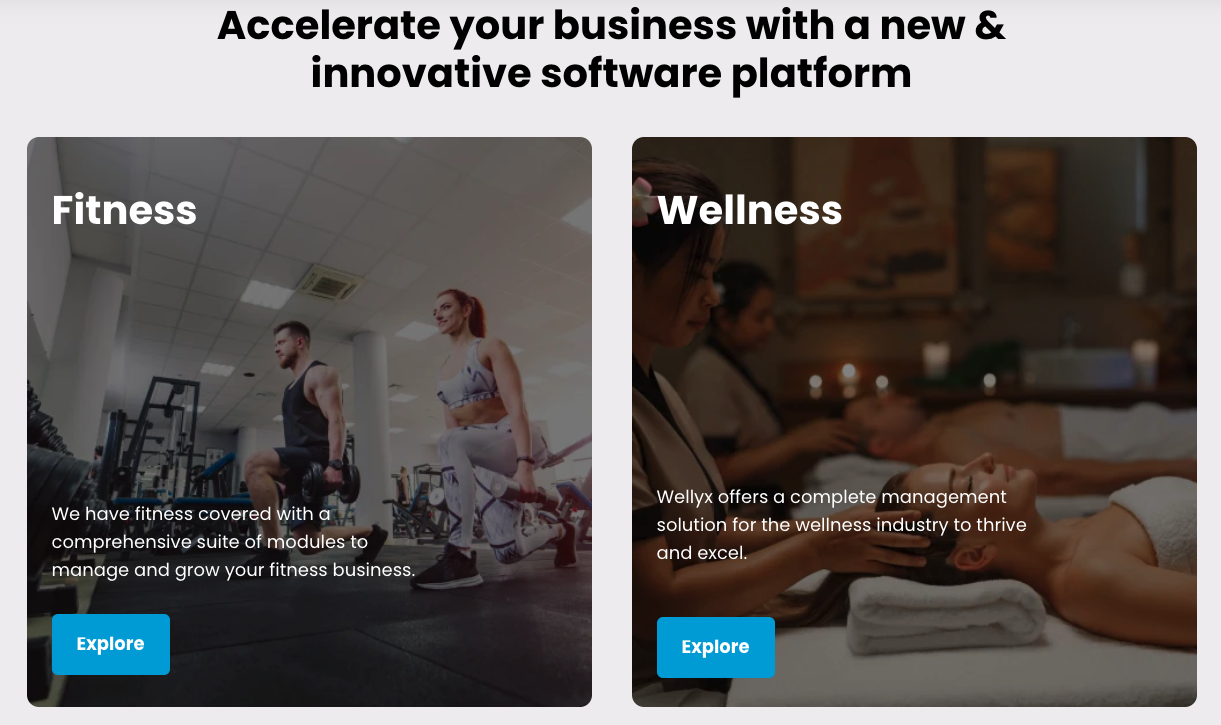 Accelerate your business with a new &
innovative software platform
Fitness
We have fitness covered with a
comprehensive suite of modules to
manage and grow your fitness business.
Explore
Wellness
Wellyx offers a complete management
solution for the wellness industry to thrive
and excel.
Explore